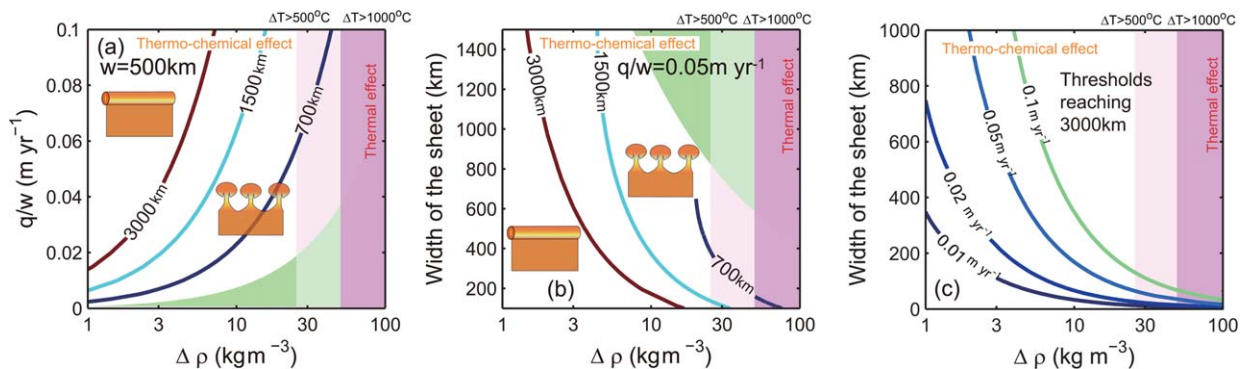 ΔT>500°C ΔT>1000°C
0.1
0.08
0.06
0.04
0.02
0
q/w (m yr⁻¹)
(a)
Thermo-chemical effect
w=500km
3000km
1500km
700km
Thermal effect
1 3 10 30 100
Δ ρ (kgm⁻³)
ΔT>500°C ΔT>1000°C
1400
1200
1000
800
600
400
200
Width of the sheet (km)
Thermo-chemical effect
q/w=0.05m yr⁻¹
3000km
1500km
700km
Thermal effect
(b)
1 3 10 30 100
Δ ρ (kgm⁻³)
ΔT>500°C ΔT>1000°C
1000
800
600
400
200
0
Width of the sheet (km)
Thermo-chemical effect
Thresholds
reaching
3000km
0.1m yr⁻¹
0.05m yr⁻¹
0.02 m yr⁻¹
0.01 m yr⁻¹
Thermal effect
(c)
1 3 10 30 100
Δ ρ (kg m⁻³)